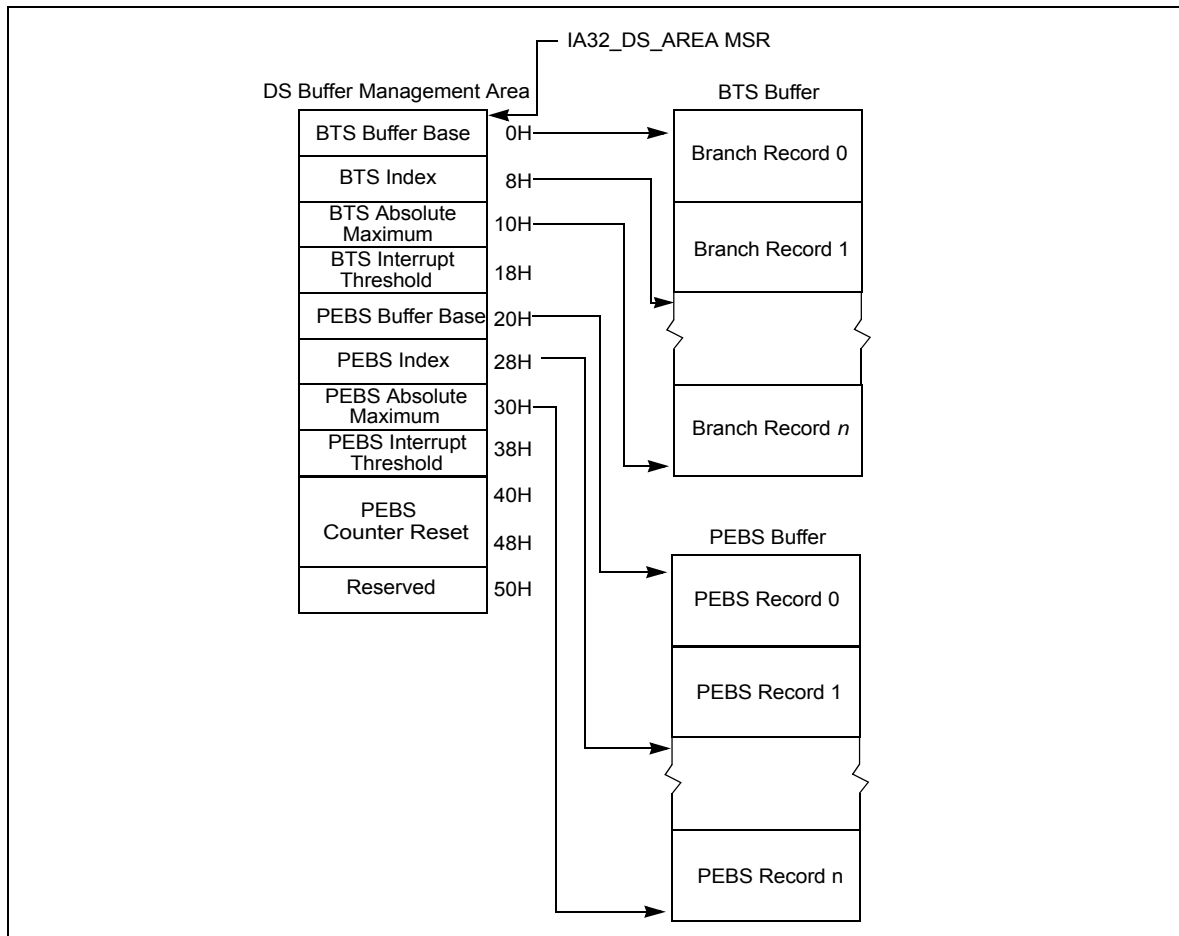 IA32_DS_AREA MSR
DS Buffer Management Area
BTS Buffer Base 0H
BTS Index 8H
BTS Absolute
Maximum 10H
BTS Interrupt
Threshold 18H
PEBS Buffer Base 20H
PEBS Index 28H
PEBS Absolute
Maximum 30H
PEBS Interrupt
Threshold 38H
40H
PEBS
Counter Reset
48H
Reserved 50H
BTS Buffer
Branch Record 0
Branch Record 1
Branch Record n
PEBS Buffer
PEBS Record 0
PEBS Record 1
PEBS Record n